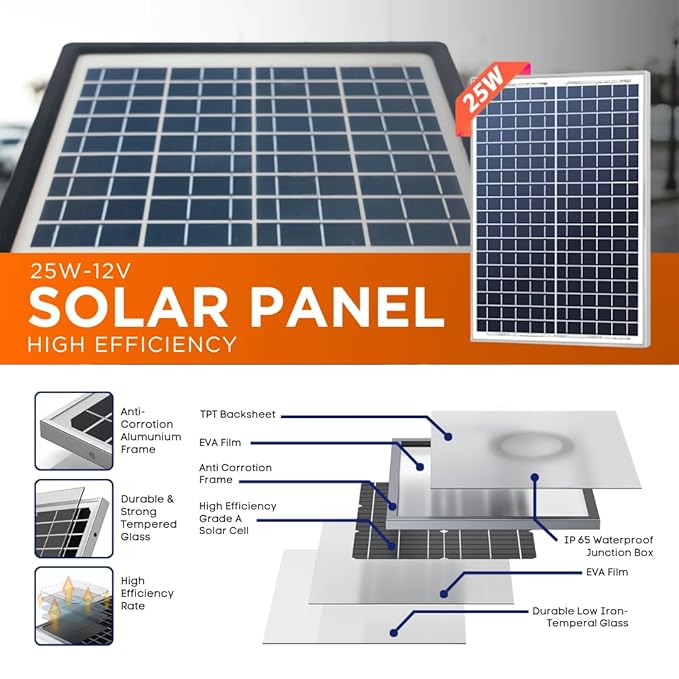 25W
25W-12V
SOLAR PANEL
HIGH EFFICIENCY
Anti-
Corrotion
Alumunium
Frame
Durable &
Strong
Tempered
Glass
High
Efficiency
Rate
TPT Backsheet
EVA Film
Anti Corrotion
Frame
High Efficiency
Grade A
Solar Cell
IP 65 Waterproof
Junction Box
EVA Film
Durable Low Iron-
Temperal Glass